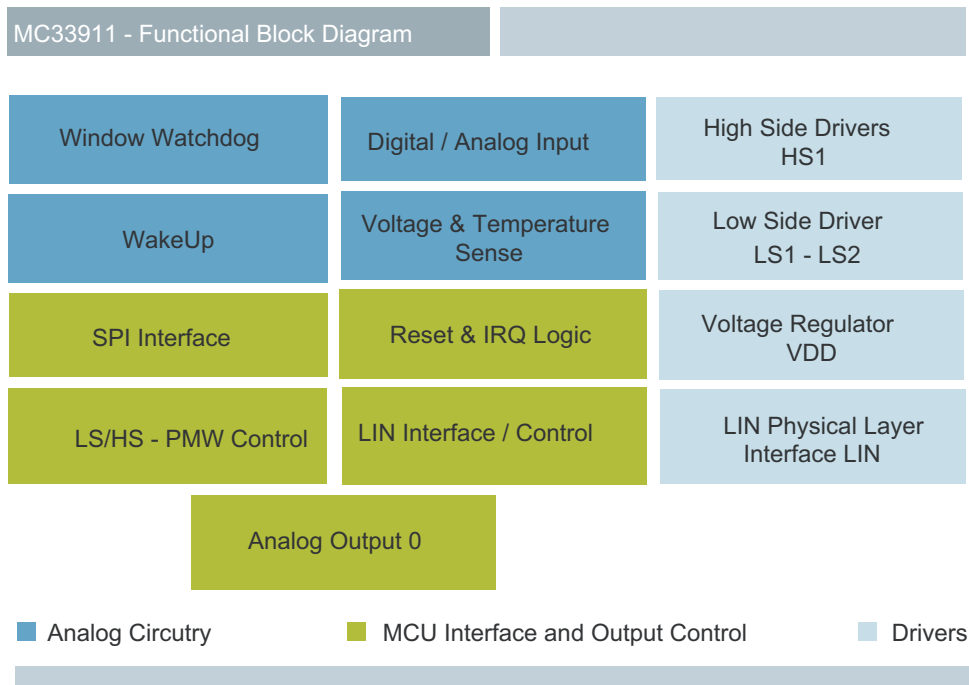 MC33911 - Functional Block Diagram
Window Watchdog
Digital / Analog Input
High Side Drivers
HS1
WakeUp
Voltage & Temperature
Sense
Low Side Driver
LS1 - LS2
SPI Interface
Reset & IRQ Logic
Voltage Regulator
VDD
LS/HS - PMW Control
LIN Interface / Control
LIN Physical Layer
Interface LIN
Analog Output 0
Analog Circutry
MCU Interface and Output Control
Drivers